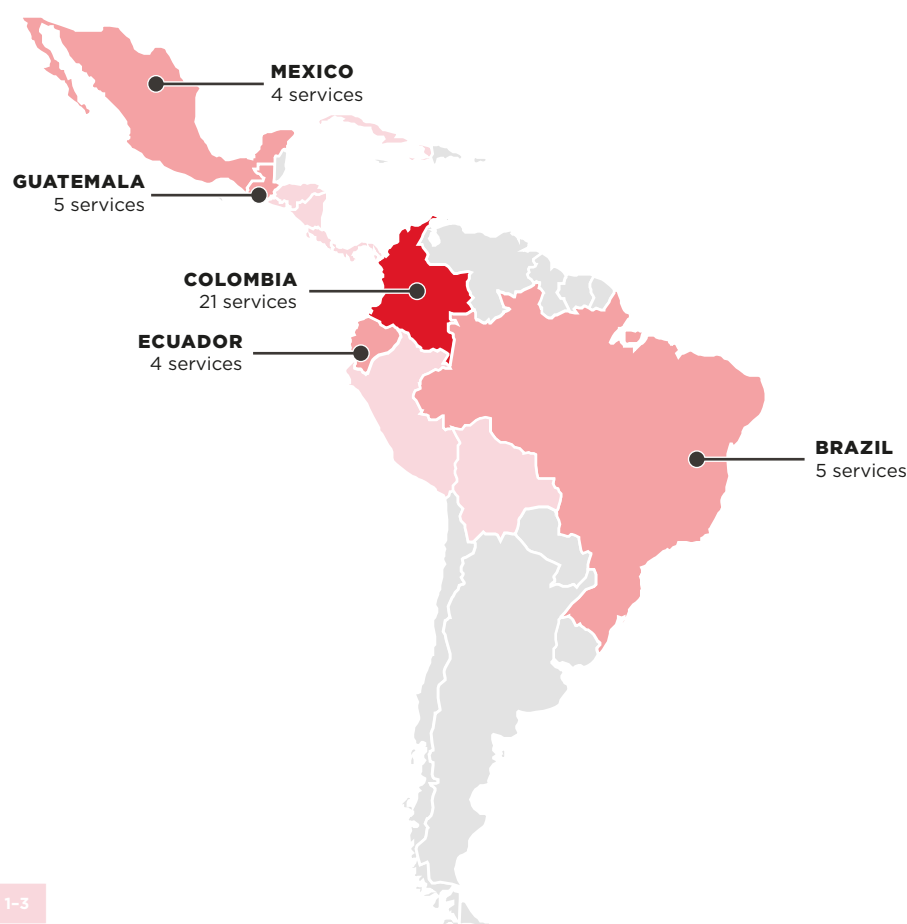 MEXICO
4 services
GUATEMALA
5 services
COLOMBIA
21 services
ECUADOR
4 services
BRAZIL
5 services
1–3